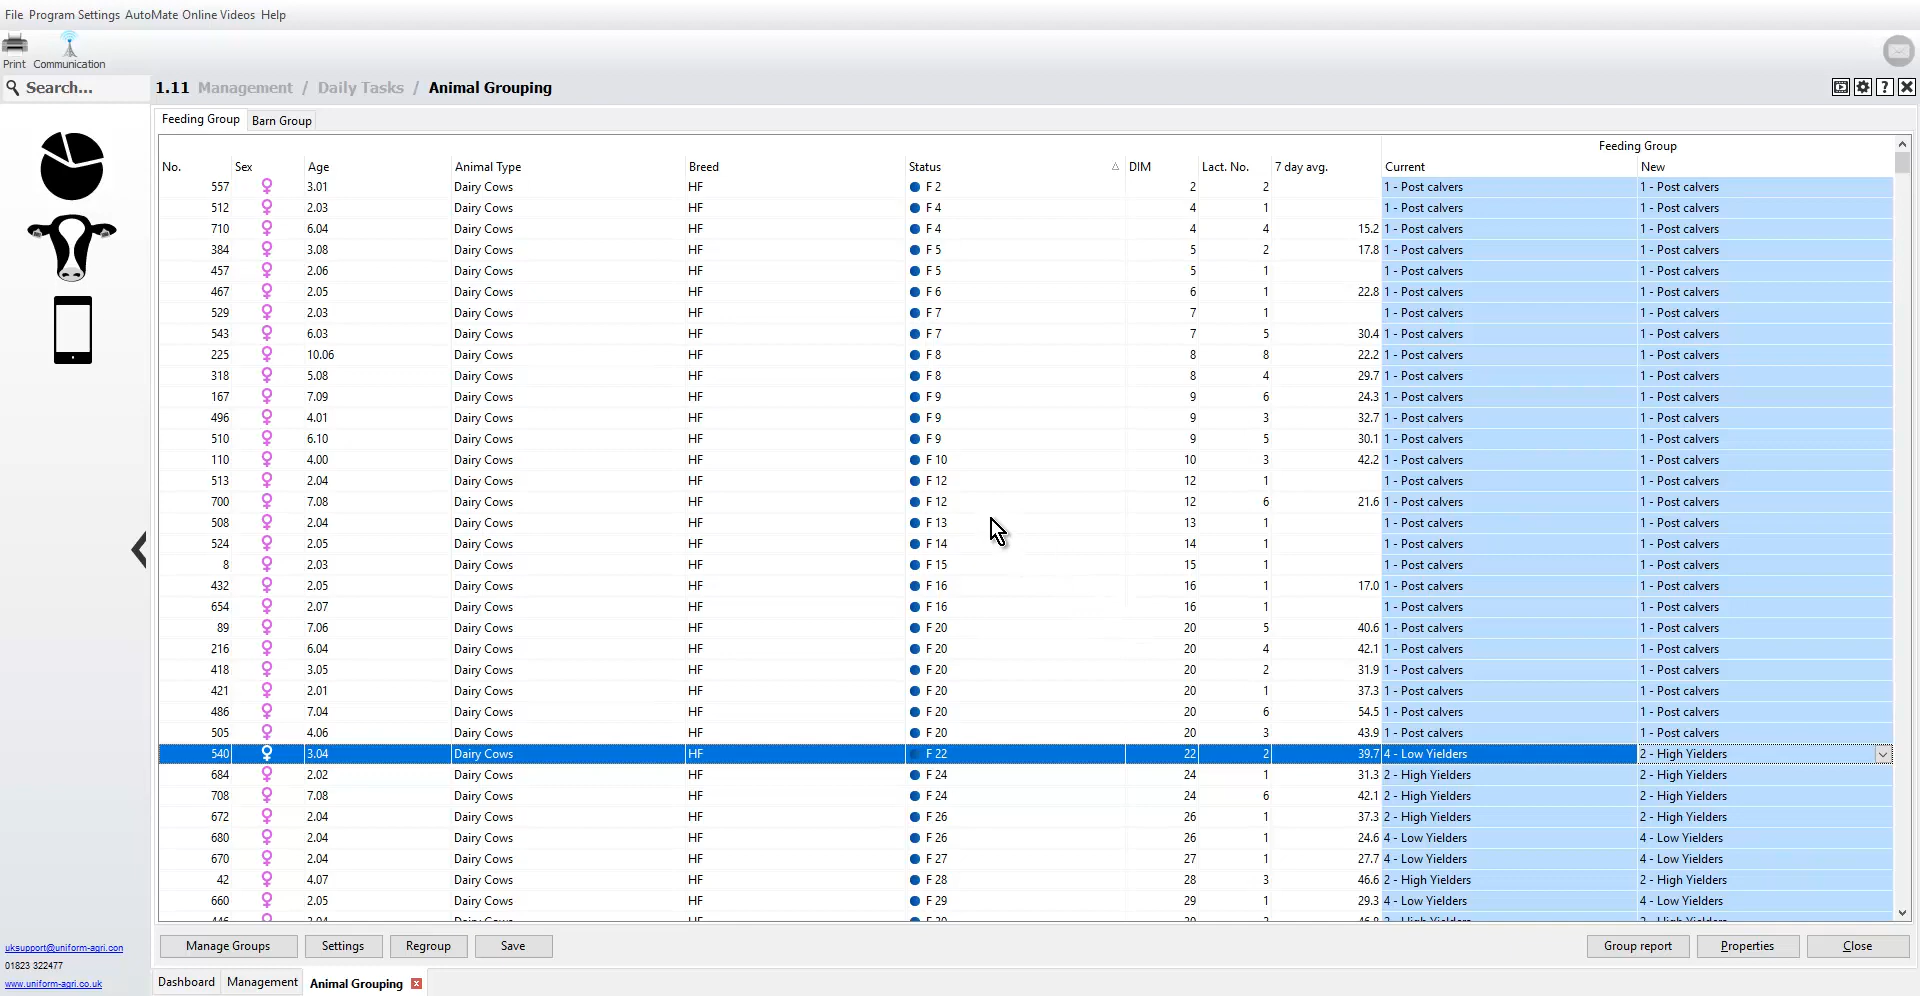 File Program Settings AutoMate Online Videos Help
Print Communication
Search...
1.11 Management / Daily Tasks / Animal Grouping
Feeding Group Barn Group
Feeding Group
No. Sex Age Animal Type Breed Status DIM Lact. No. 7 day avg. Current New
557 3.01 Dairy Cows HF F 2 2 2 1 - Post calvers 1 - Post calvers
512 2.03 Dairy Cows HF F 4 4 1 1 - Post calvers 1 - Post calvers
710 6.04 Dairy Cows HF F 4 4 4 15.2 1 - Post calvers 1 - Post calvers
384 3.08 Dairy Cows HF F 5 5 2 17.8 1 - Post calvers 1 - Post calvers
457 2.06 Dairy Cows HF F 5 5 1 1 - Post calvers 1 - Post calvers
467 2.05 Dairy Cows HF F 6 6 1 22.8 1 - Post calvers 1 - Post calvers
529 2.03 Dairy Cows HF F 7 7 1 1 - Post calvers 1 - Post calvers
543 6.03 Dairy Cows HF F 7 7 5 30.4 1 - Post calvers 1 - Post calvers
225 10.06 Dairy Cows HF F 8 8 8 22.2 1 - Post calvers 1 - Post calvers
318 5.08 Dairy Cows HF F 8 8 4 29.7 1 - Post calvers 1 - Post calvers
167 7.09 Dairy Cows HF F 9 9 6 24.3 1 - Post calvers 1 - Post calvers
496 4.01 Dairy Cows HF F 9 9 3 32.7 1 - Post calvers 1 - Post calvers
510 6.10 Dairy Cows HF F 9 9 5 30.1 1 - Post calvers 1 - Post calvers
110 4.00 Dairy Cows HF F 10 10 3 42.2 1 - Post calvers 1 - Post calvers
513 2.04 Dairy Cows HF F 12 12 1 1 - Post calvers 1 - Post calvers
700 7.08 Dairy Cows HF F 12 12 6 21.6 1 - Post calvers 1 - Post calvers
508 2.04 Dairy Cows HF F 13 13 1 1 - Post calvers 1 - Post calvers
524 2.05 Dairy Cows HF F 14 14 1 1 - Post calvers 1 - Post calvers
8 2.03 Dairy Cows HF F 15 15 1 1 - Post calvers 1 - Post calvers
432 2.05 Dairy Cows HF F 16 16 1 17.0 1 - Post calvers 1 - Post calvers
654 2.07 Dairy Cows HF F 16 16 1 1 - Post calvers 1 - Post calvers
89 7.06 Dairy Cows HF F 20 20 5 40.6 1 - Post calvers 1 - Post calvers
216 6.04 Dairy Cows HF F 20 20 4 42.1 1 - Post calvers 1 - Post calvers
418 3.05 Dairy Cows HF F 20 20 2 31.9 1 - Post calvers 1 - Post calvers
421 2.01 Dairy Cows HF F 20 20 1 37.3 1 - Post calvers 1 - Post calvers
486 7.04 Dairy Cows HF F 20 20 6 54.5 1 - Post calvers 1 - Post calvers
505 4.06 Dairy Cows HF F 20 20 3 43.9 1 - Post calvers 1 - Post calvers
540 3.04 Dairy Cows HF F 22 22 2 39.7 4 - Low Yielders 2 - High Yielders
684 2.02 Dairy Cows HF F 24 24 1 31.3 2 - High Yielders 2 - High Yielders
708 7.08 Dairy Cows HF F 24 24 6 42.1 2 - High Yielders 2 - High Yielders
672 2.04 Dairy Cows HF F 26 26 1 37.3 2 - High Yielders 2 - High Yielders
680 2.04 Dairy Cows HF F 26 26 1 24.6 4 - Low Yielders 4 - Low Yielders
670 2.04 Dairy Cows HF F 27 27 1 27.7 4 - Low Yielders 4 - Low Yielders
42 4.07 Dairy Cows HF F 28 28 3 46.6 2 - High Yielders 2 - High Yielders
660 2.05 Dairy Cows HF F 29 29 1 29.3 4 - Low Yielders 4 - Low Yielders
Manage Groups Settings Regroup Save Group report Properties Close
uksupport@uniform-agri.con
01823 322477
www.uniform-agri.co.uk
Dashboard Management Animal Grouping